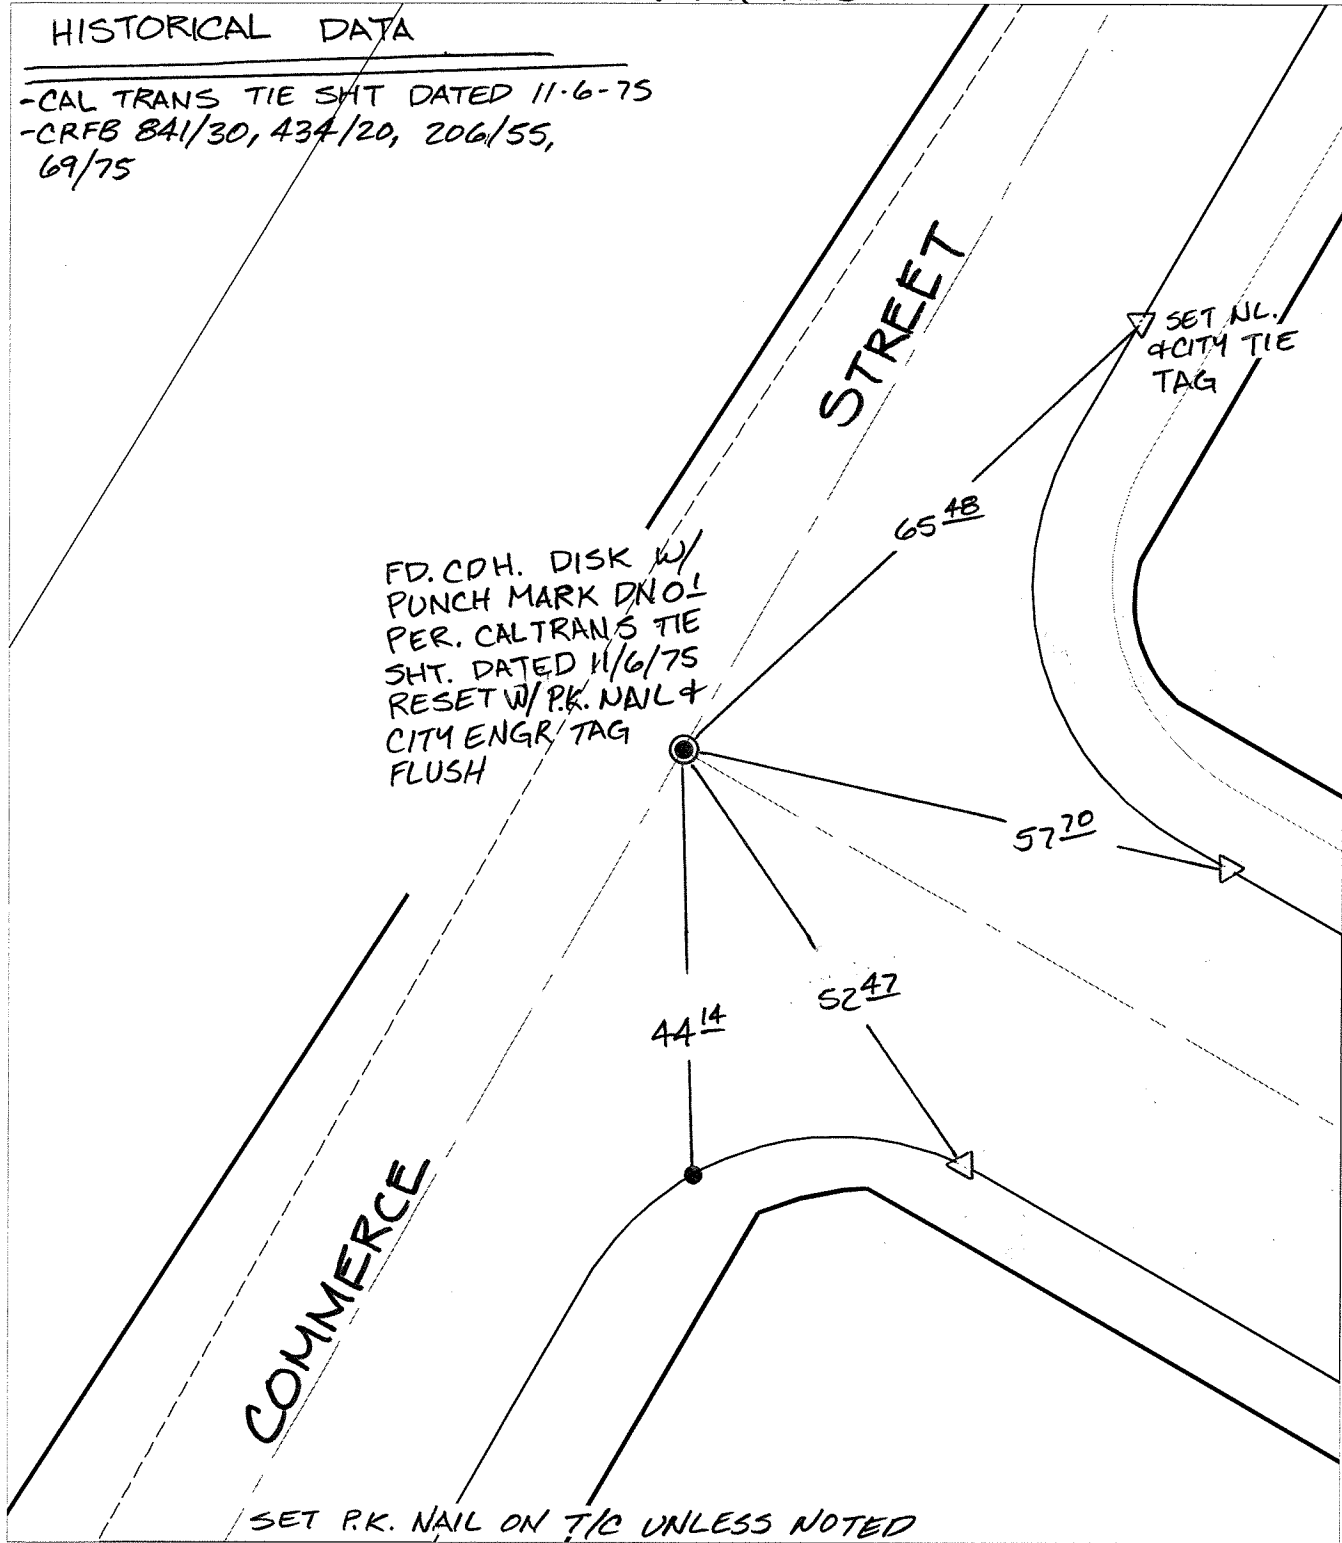 HISTORICAL DATA
-CAL TRANS TIE SHT DATED 11-6-75
-CRFB 841/30, 434/20, 206/55,
69/75
STREET
SET NL.
& CITY TIE
TAG
65 48
FD. CDH. DISK W/
PUNCH MARK DN 0.1
PER. CALTRANS TIE
SHT. DATED 11/6/75
RESET W/ P.K. NAIL &
CITY ENGR TAG
FLUSH
57 70
52 47
44 14
COMMERCE
SET P.K. NAIL ON T/C UNLESS NOTED